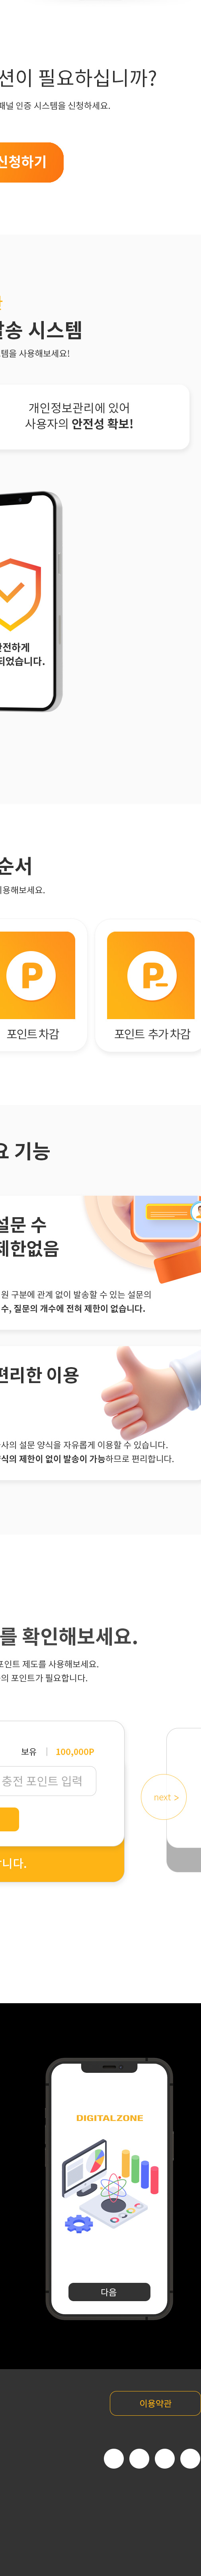 션이 필요하십니까?
패널 인증 시스템을 신청하세요.
신청하기
발송 시스템
템을 사용해보세요!
개인정보관리에 있어
사용자의 안전성 확보!
안전하게
되었습니다.
순서
이용해보세요.
P
P
포인트 차감
포인트 추가 차감
요 기능
설문 수
제한없음
원 구분에 관계 없이 발송할 수 있는 설문의
수, 질문의 개수에 전혀 제한이 없습니다.
편리한 이용
사의 설문 양식을 자유롭게 이용할 수 있습니다.
양식의 제한이 없이 발송이 가능하므로 편리합니다.
를 확인해보세요.
포인트 제도를 사용해보세요.
의 포인트가 필요합니다.
보유 | 100,000P
충전 포인트 입력
next >
니다.
DIGITALZONE
다음
이용약관